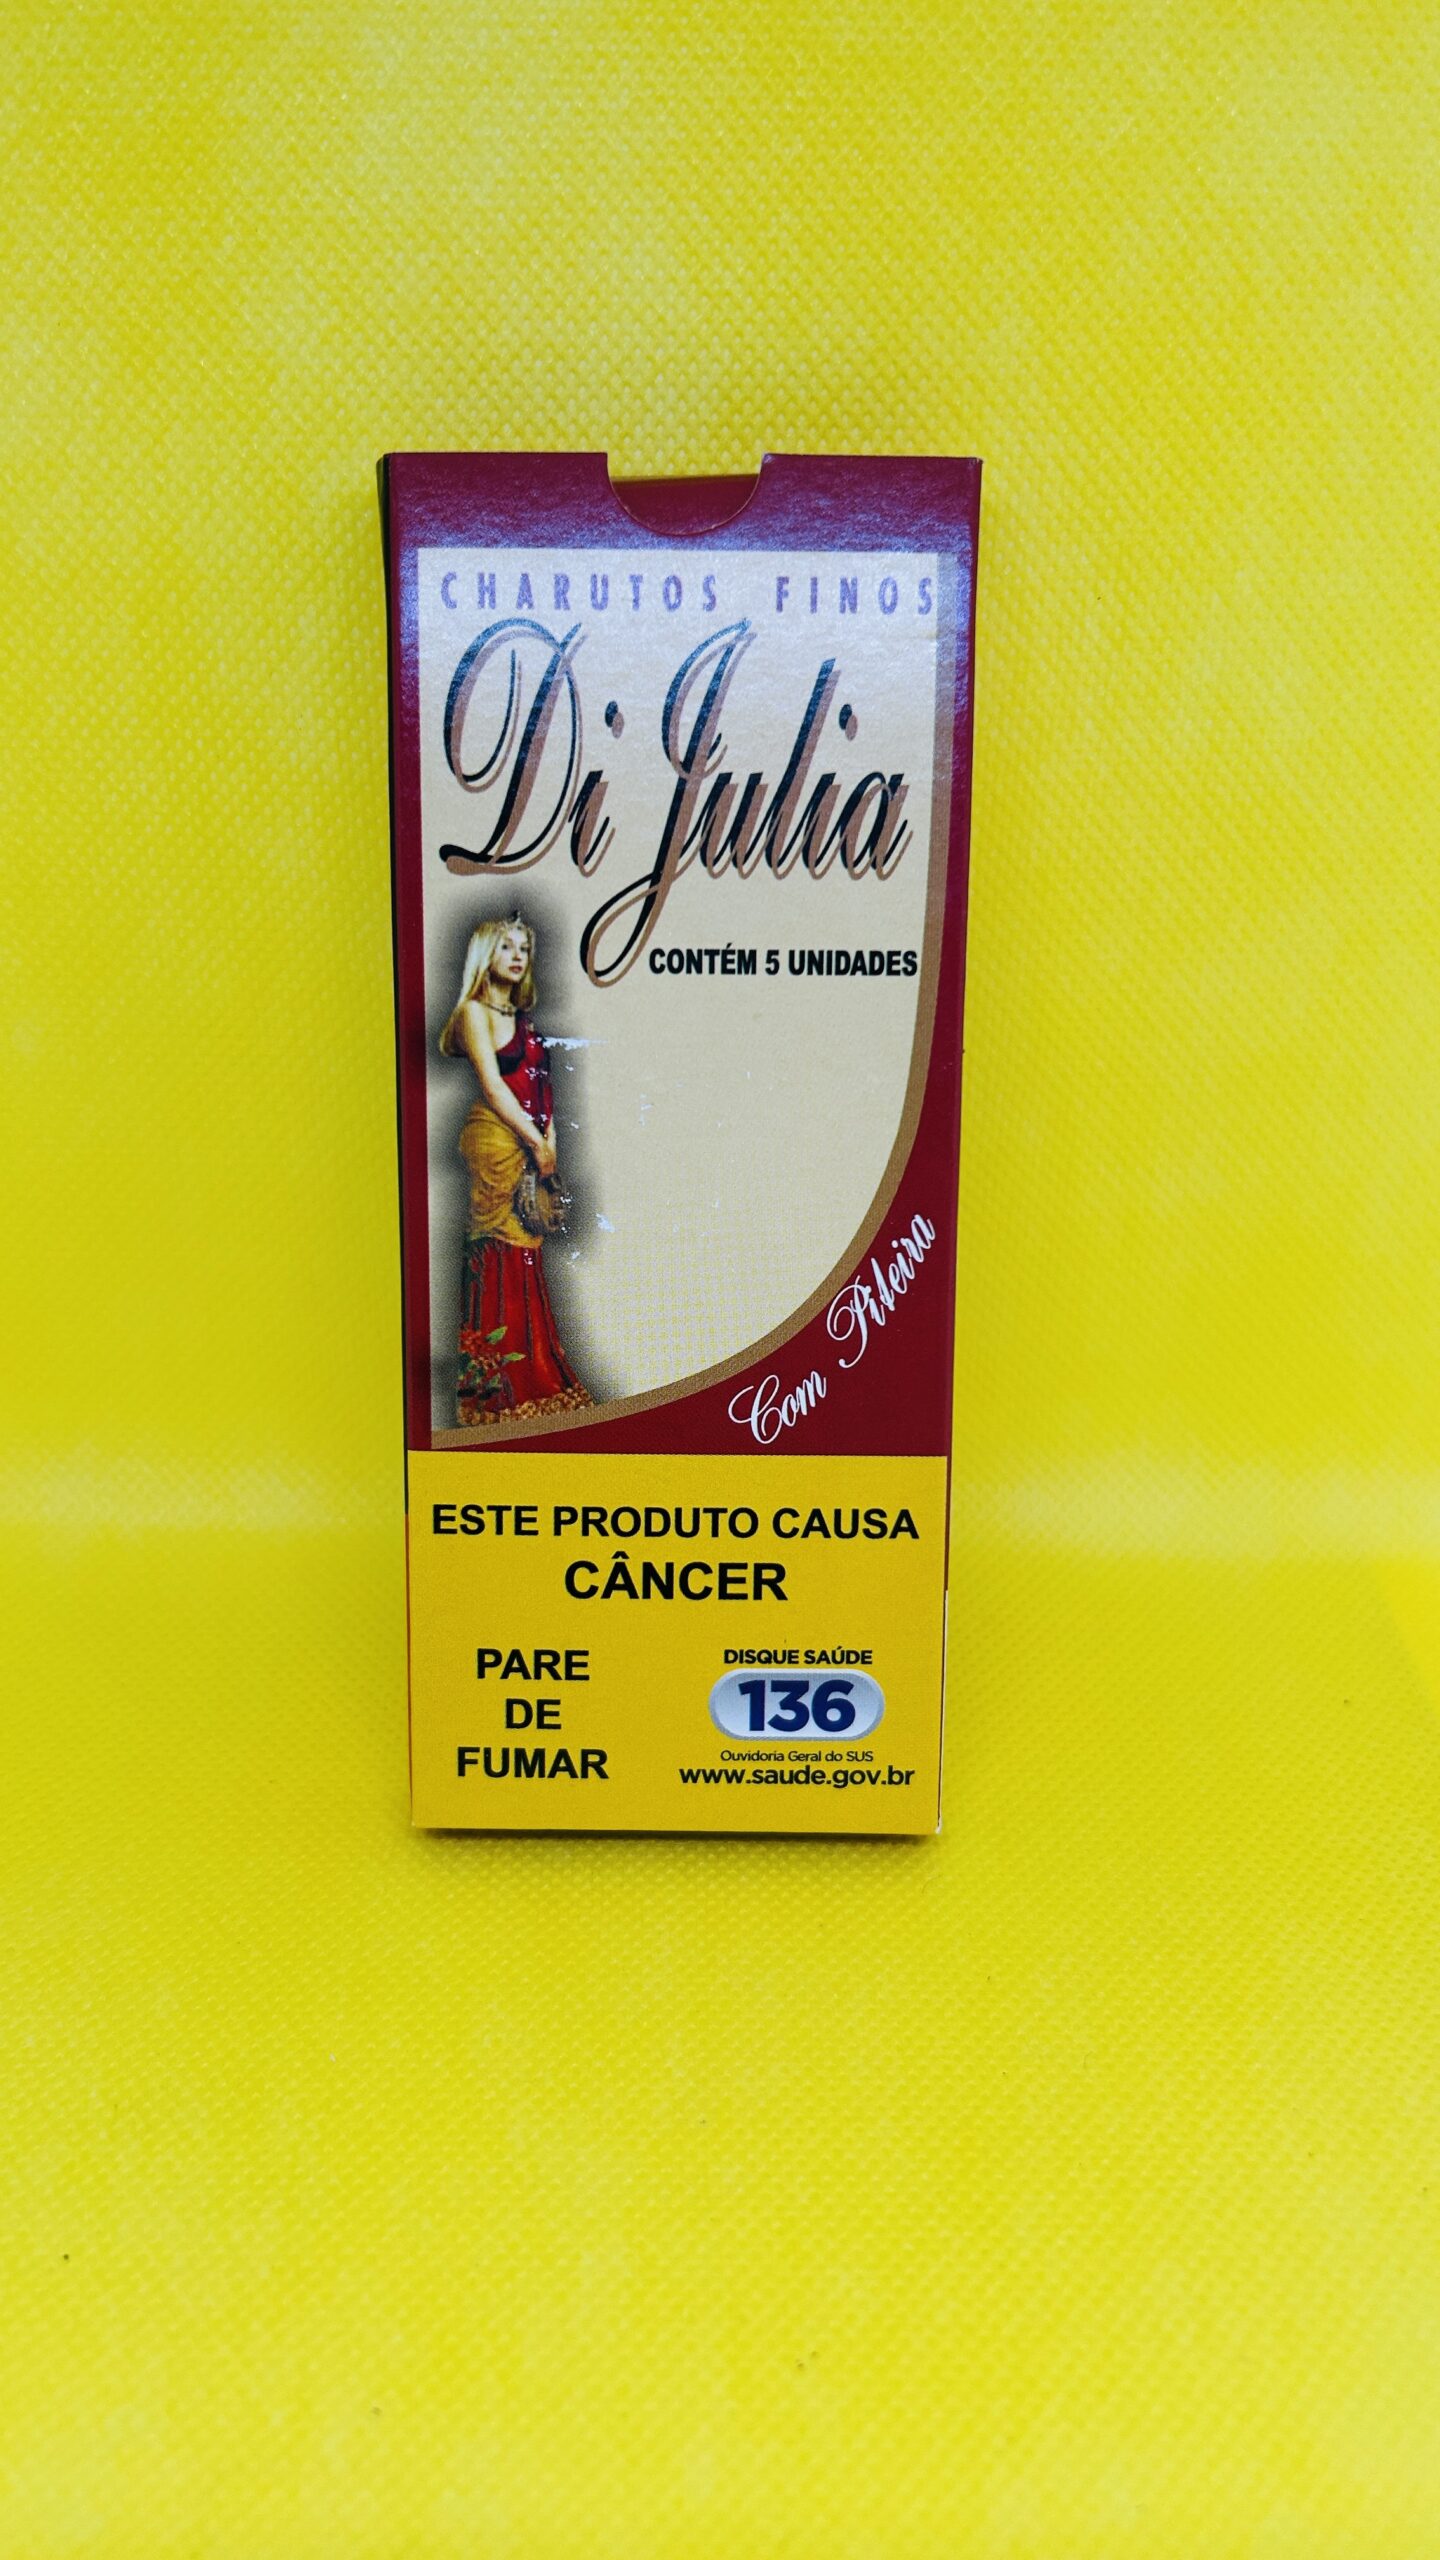 CHARUTOS FINOS
Di Julia
CONTÉM 5 UNIDADES
Com Piteira
ESTE PRODUTO CAUSA
CÂNCER
PARE
DE
FUMAR
DISQUE SAÚDE
136
Ouvidoria Geral do SUS
www.saude.gov.br